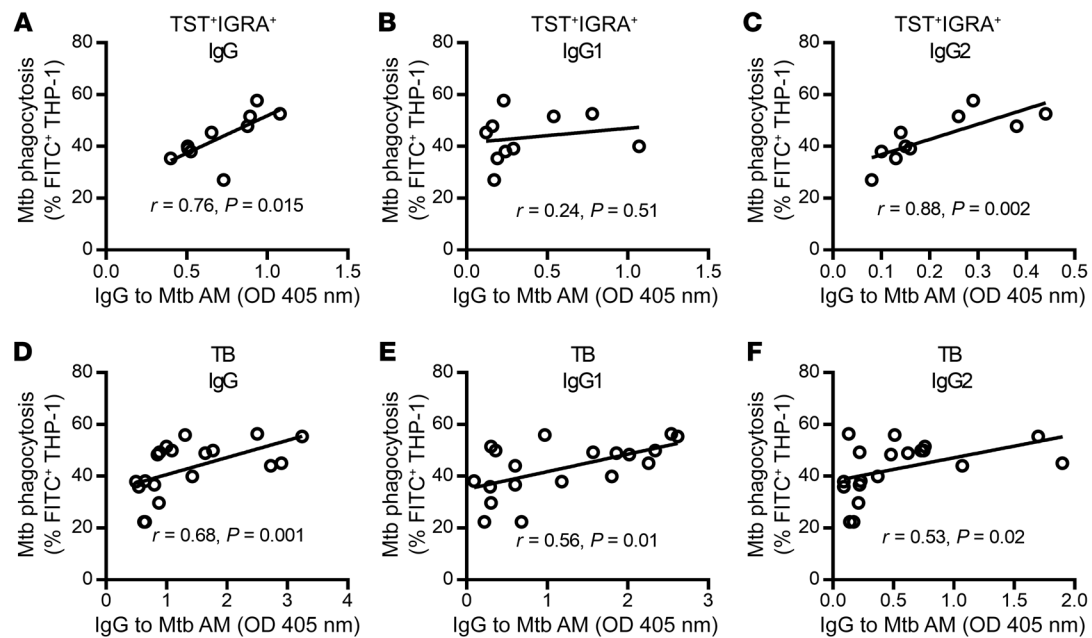 A
TST⁺IGRA⁺
IgG
Mtb phagocytosis
(% FITC⁺ THP-1)
80
60
40
20
0
r = 0.76, P = 0.015
0.0 0.5 1.0 1.5
IgG to Mtb AM (OD 405 nm)
B
TST⁺IGRA⁺
IgG1
Mtb phagocytosis
(% FITC⁺ THP-1)
80
60
40
20
0
r = 0.24, P = 0.51
0.0 0.5 1.0 1.5
IgG to Mtb AM (OD 405 nm)
C
TST⁺IGRA⁺
IgG2
Mtb phagocytosis
(% FITC⁺ THP-1)
80
60
40
20
0
r = 0.88, P = 0.002
0.0 0.1 0.2 0.3 0.4 0.5
IgG to Mtb AM (OD 405 nm)
D
TB
IgG
Mtb phagocytosis
(% FITC⁺ THP-1)
80
60
40
20
0
r = 0.68, P = 0.001
0 1 2 3 4
IgG to Mtb AM (OD 405 nm)
E
TB
IgG1
Mtb phagocytosis
(% FITC⁺ THP-1)
80
60
40
20
0
r = 0.56, P = 0.01
0 1 2 3
IgG to Mtb AM (OD 405 nm)
F
TB
IgG2
Mtb phagocytosis
(% FITC⁺ THP-1)
80
60
40
20
0
r = 0.53, P = 0.02
0.0 0.5 1.0 1.5 2.0
IgG to Mtb AM (OD 405 nm)